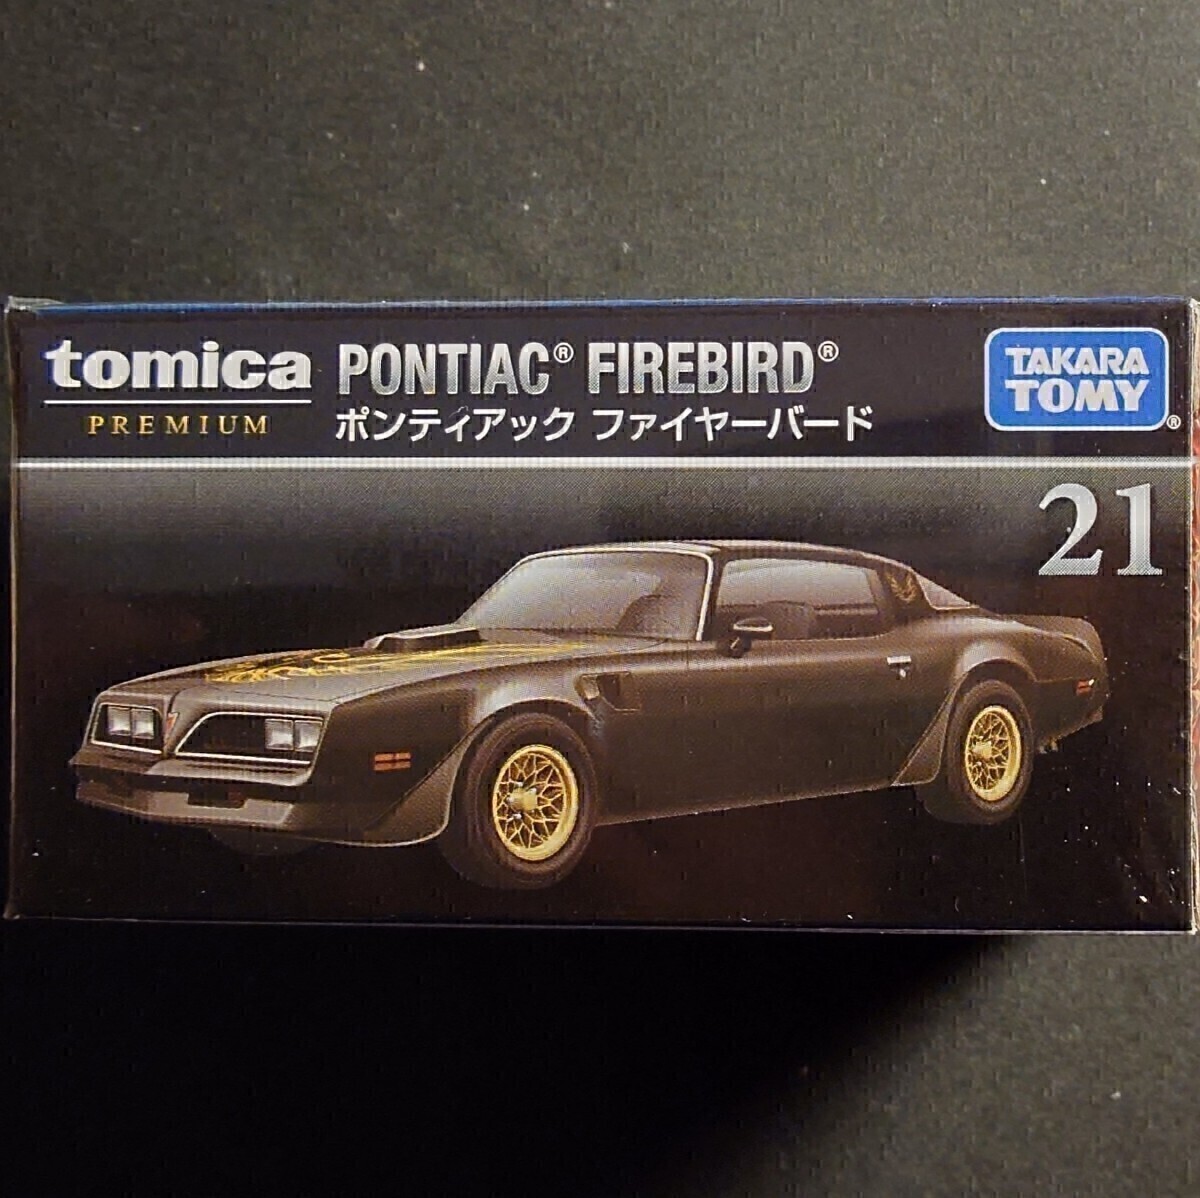 tomica
PREMIUM
PONTIAC® FIREBIRD®
ポンティアック ファイヤーバード
TAKARA
TOMY®
21